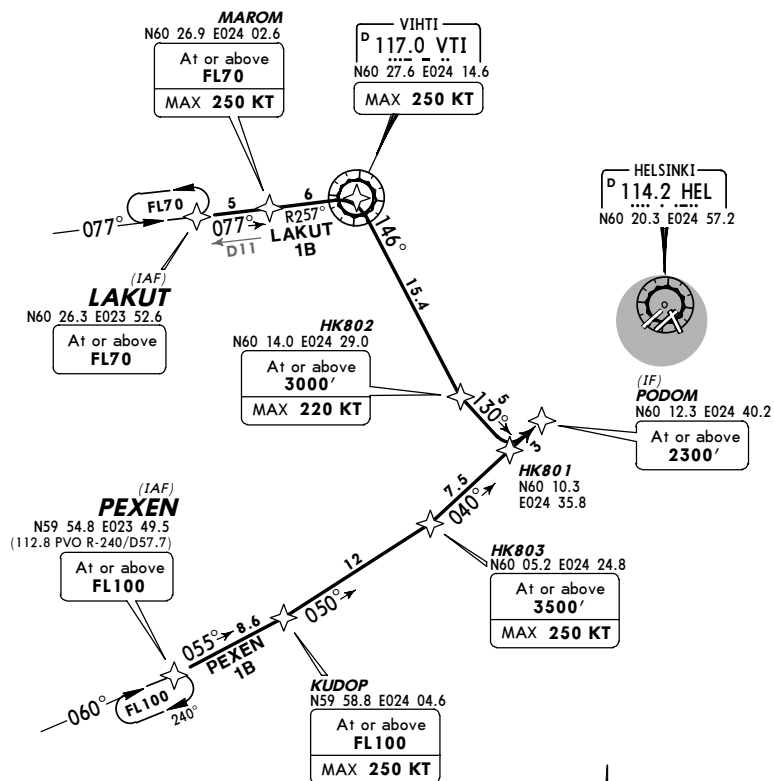 MAROM
N60 26.9 E024 02.6
At or above
FL70
MAX 250 KT
VIHTI
D 117.0 VTI
N60 27.6 E024 14.6
MAX 250 KT
HELSINKI
D 114.2 HEL
N60 20.3 E024 57.2
FL70
077°
5
6
077°
R257°
D11
LAKUT
1B
146°
15.4
(IAF)
LAKUT
N60 26.3 E023 52.6
At or above
FL70
HK802
N60 14.0 E024 29.0
At or above
3000'
MAX 220 KT
5
130°
3
(IF)
PODOM
N60 12.3 E024 40.2
At or above
2300'
HK801
N60 10.3
E024 35.8
7.5
040°
(IAF)
PEXEN
N59 54.8 E023 49.5
(112.8 PVO R-240/D57.7)
At or above
FL100
HK803
N60 05.2 E024 24.8
At or above
3500'
MAX 250 KT
12
050°
055°
8.6
PEXEN
1B
060°
FL100
240°
KUDOP
N59 58.8 E024 04.6
At or above
FL100
MAX 250 KT